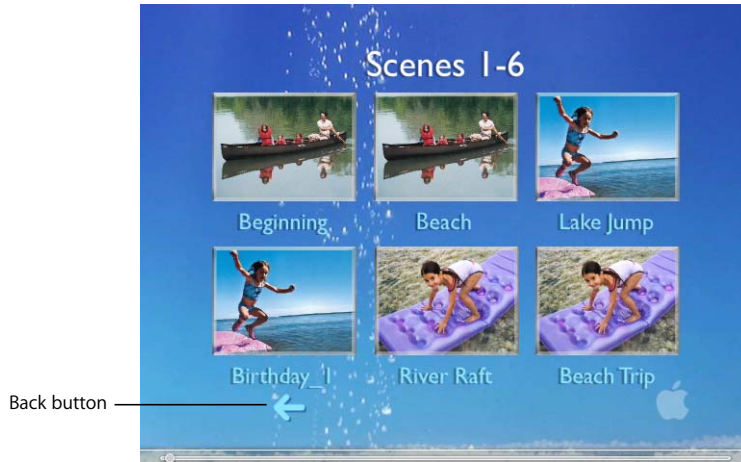 Scenes 1-6
Beginning Beach Lake Jump
Birthday_1 River Raft Beach Trip
Back button